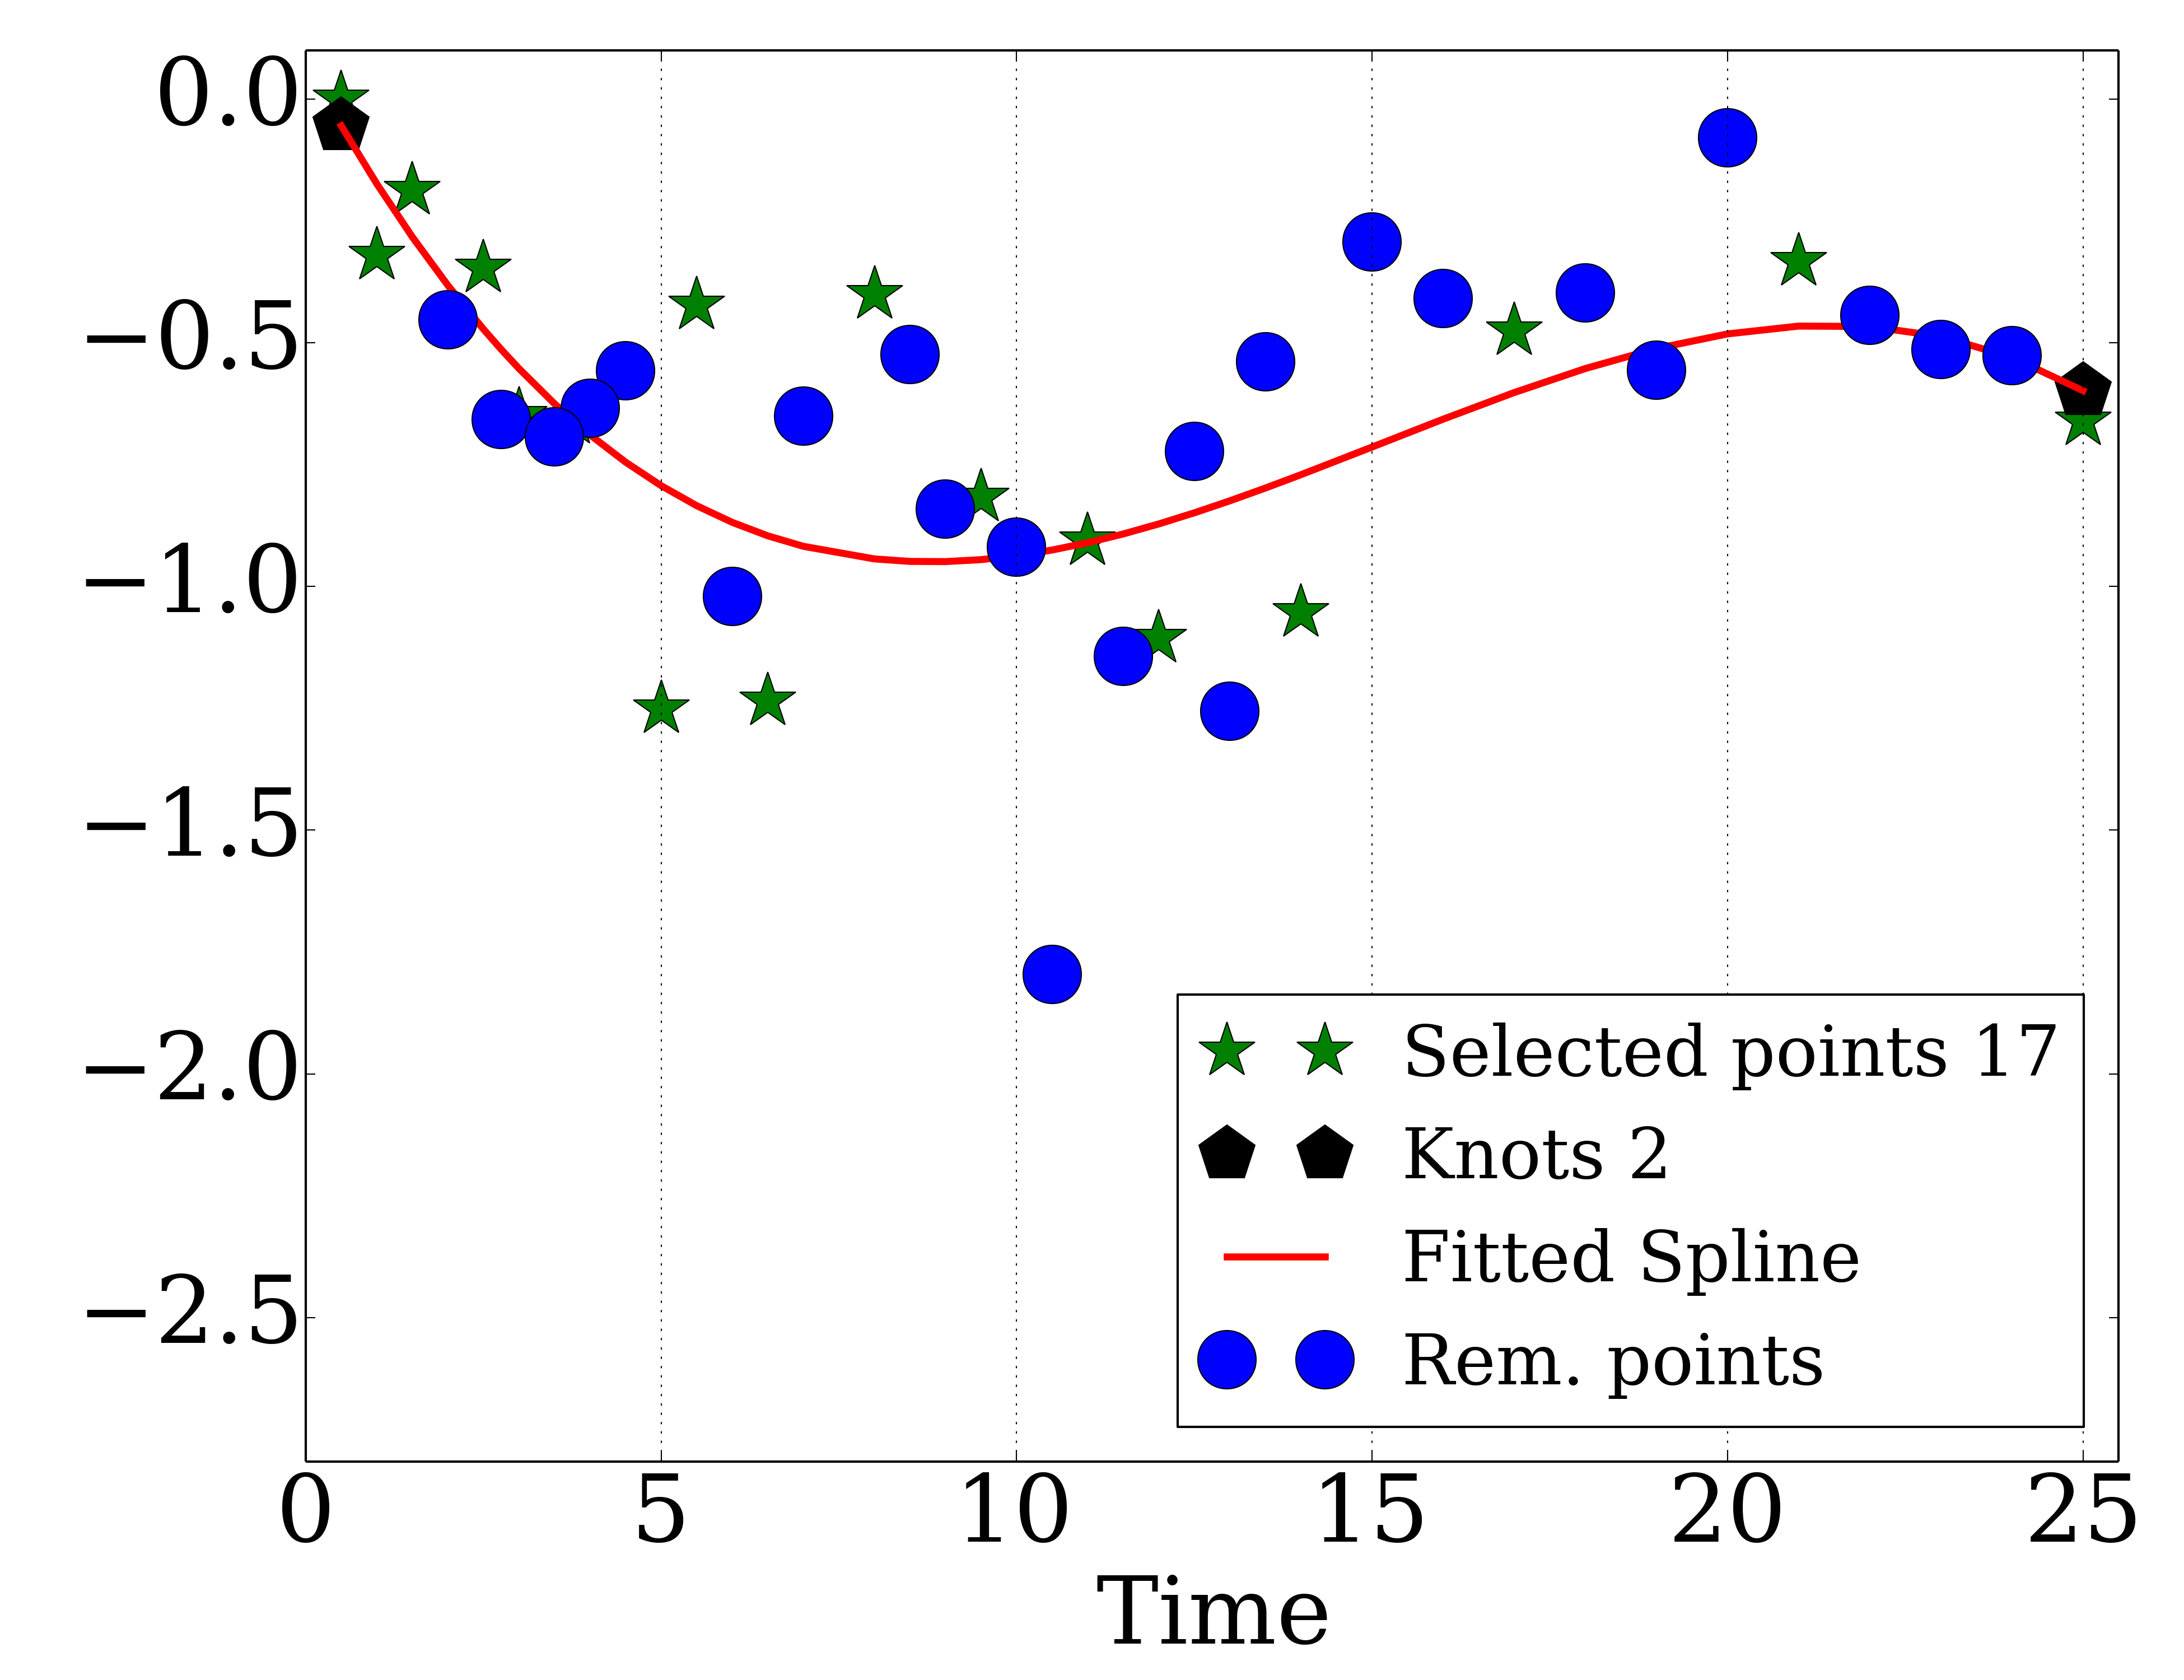 0.0
−0.5
−1.0
−1.5
−2.0
−2.5
Selected points 17
Knots 2
Fitted Spline
Rem. points
0 5 10 15 20 25
Time